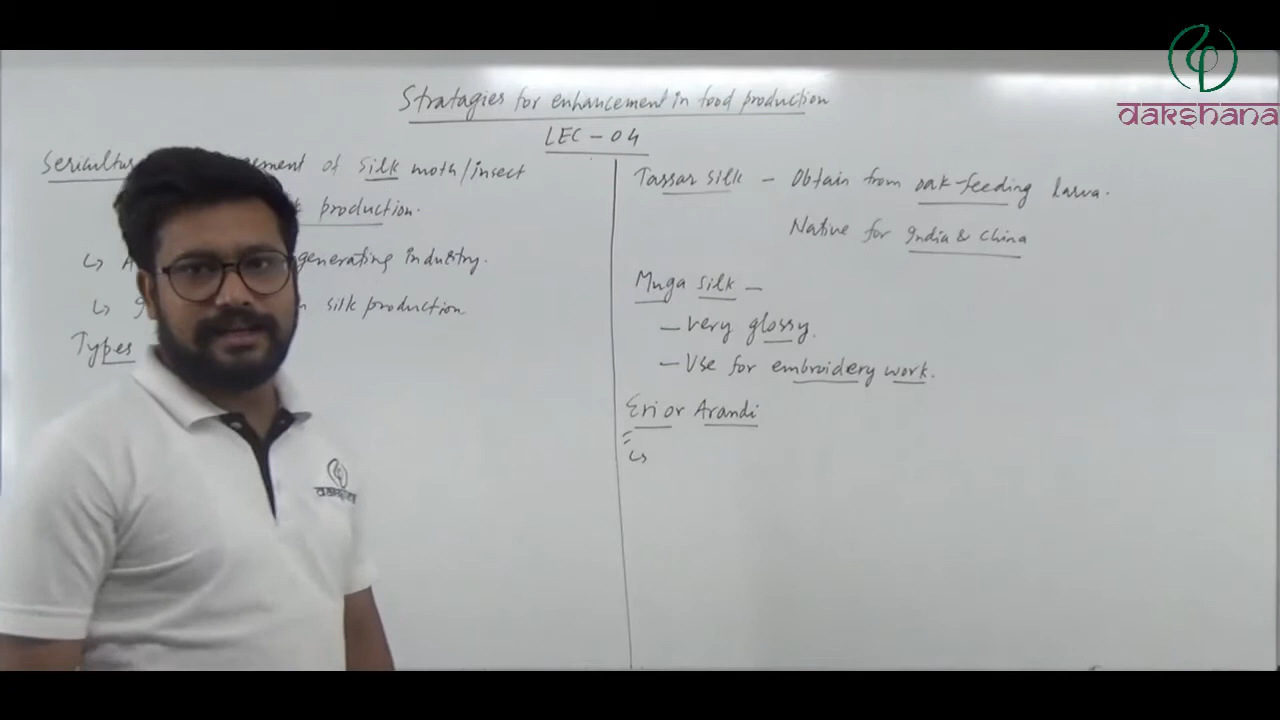 dakshana
Stratagies for enhancement in food production
LEC - 04
of silk moth/insect
production.
generating industry.
silk production
Types
Tassar silk - Obtain from oak-feeding larva.
Native for India & China
Muga silk -
- Very glossy.
- Use for embroidery work.
Eri or Arandi
dakshana